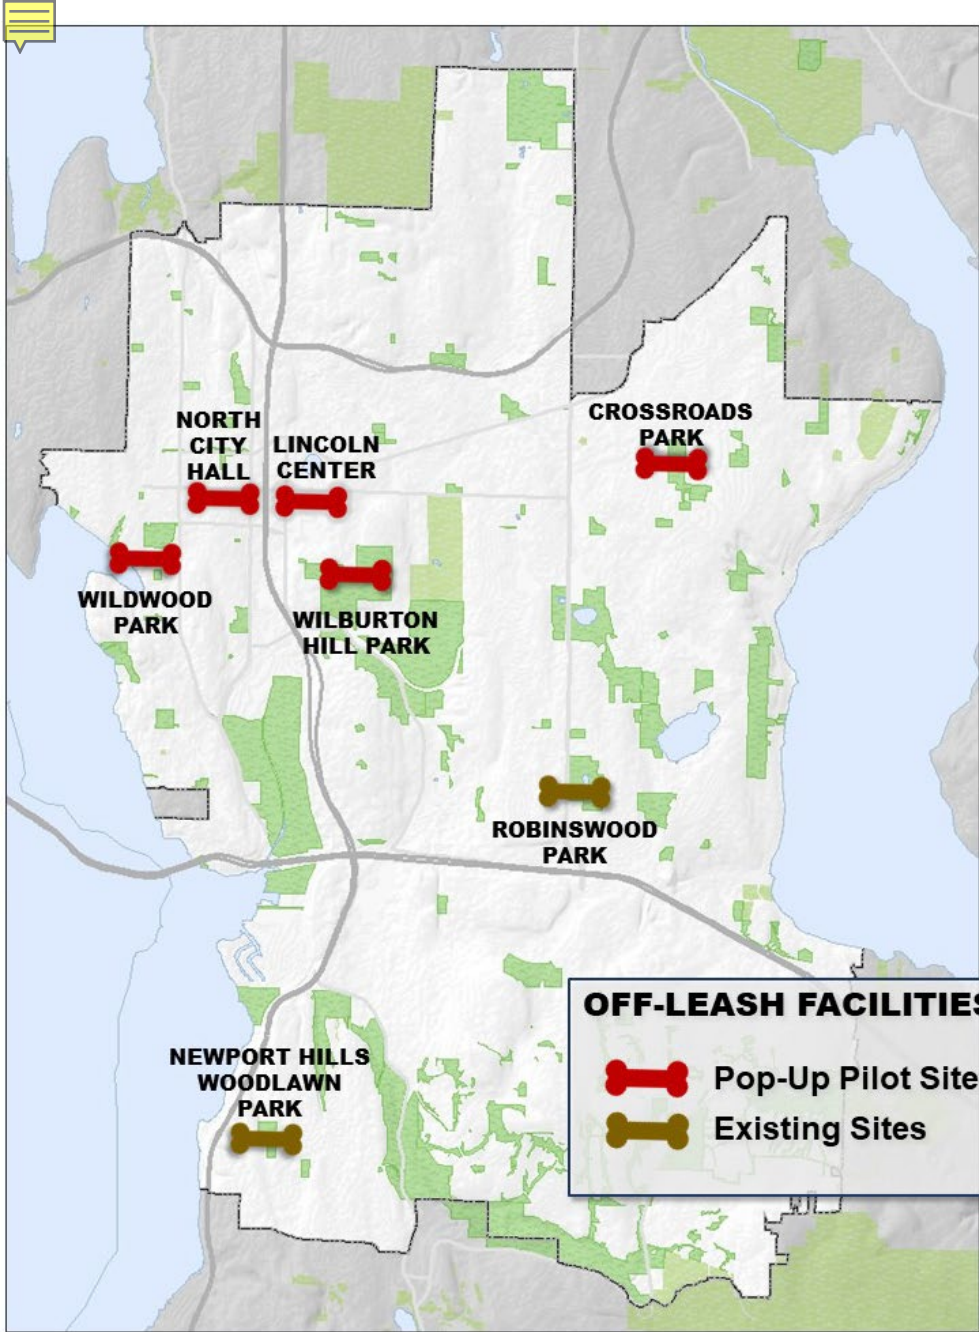 NORTH
CITY
HALL
LINCOLN
CENTER
CROSSROADS
PARK
WILDWOOD
PARK
WILBURTON
HILL PARK
ROBINSWOOD
PARK
NEWPORT HILLS
WOODLAWN
PARK
OFF-LEASH FACILITIES
Pop-Up Pilot Site
Existing Sites